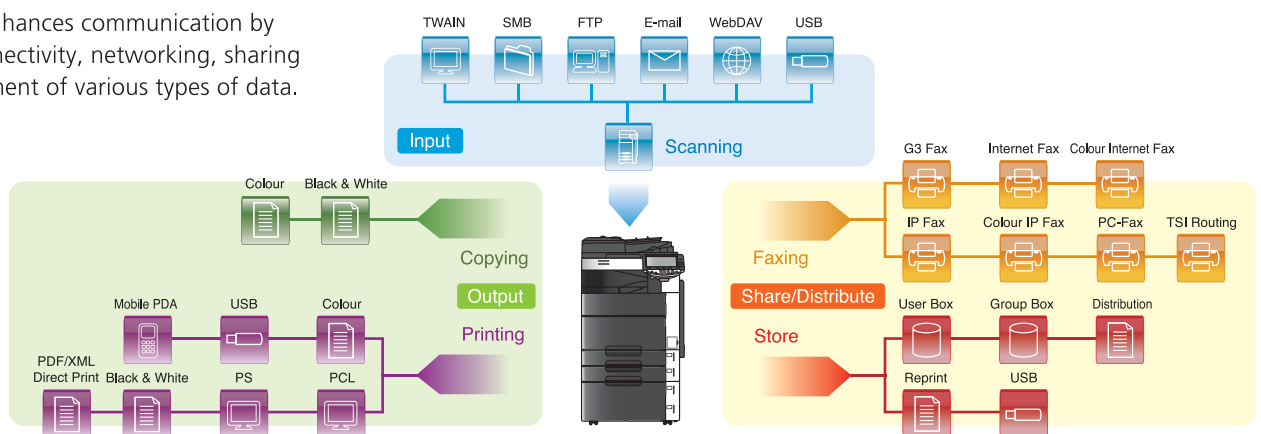 hances communication by
nectivity, networking, sharing
ment of various types of data.
TWAIN SMB FTP E-mail WebDAV USB
Input
Scanning
Colour Black & White
Copying
Output
Mobile PDA USB Colour
Printing
PDF/XML
Direct Print Black & White PS PCL
G3 Fax Internet Fax Colour Internet Fax
IP Fax Colour IP Fax PC-Fax TSI Routing
Faxing
Share/Distribute
User Box Group Box Distribution
Store
Reprint USB